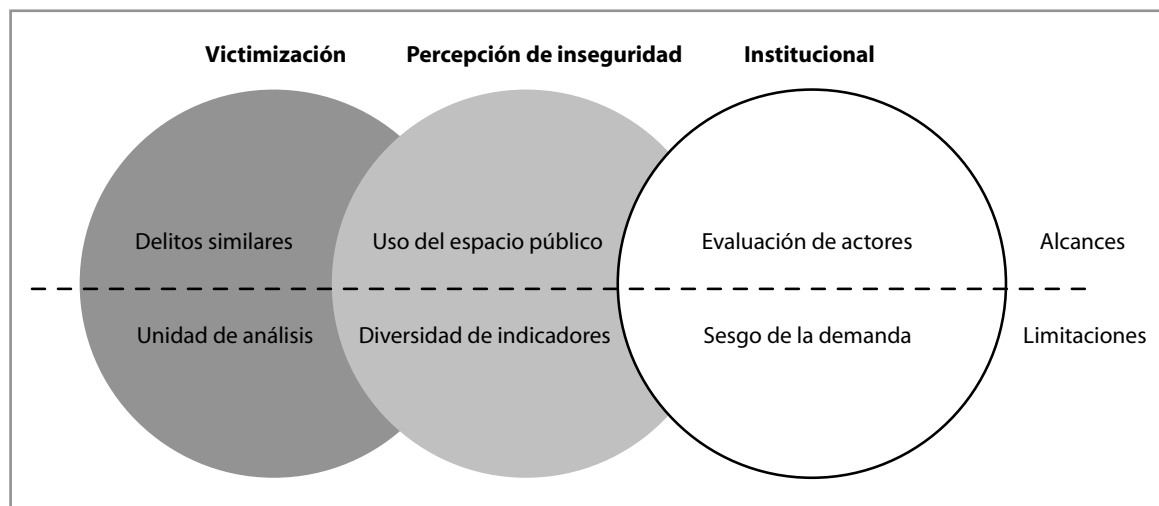 Victimización
Percepción de inseguridad
Institucional
Delitos similares
Uso del espacio público
Evaluación de actores
Alcances
Unidad de análisis
Diversidad de indicadores
Sesgo de la demanda
Limitaciones